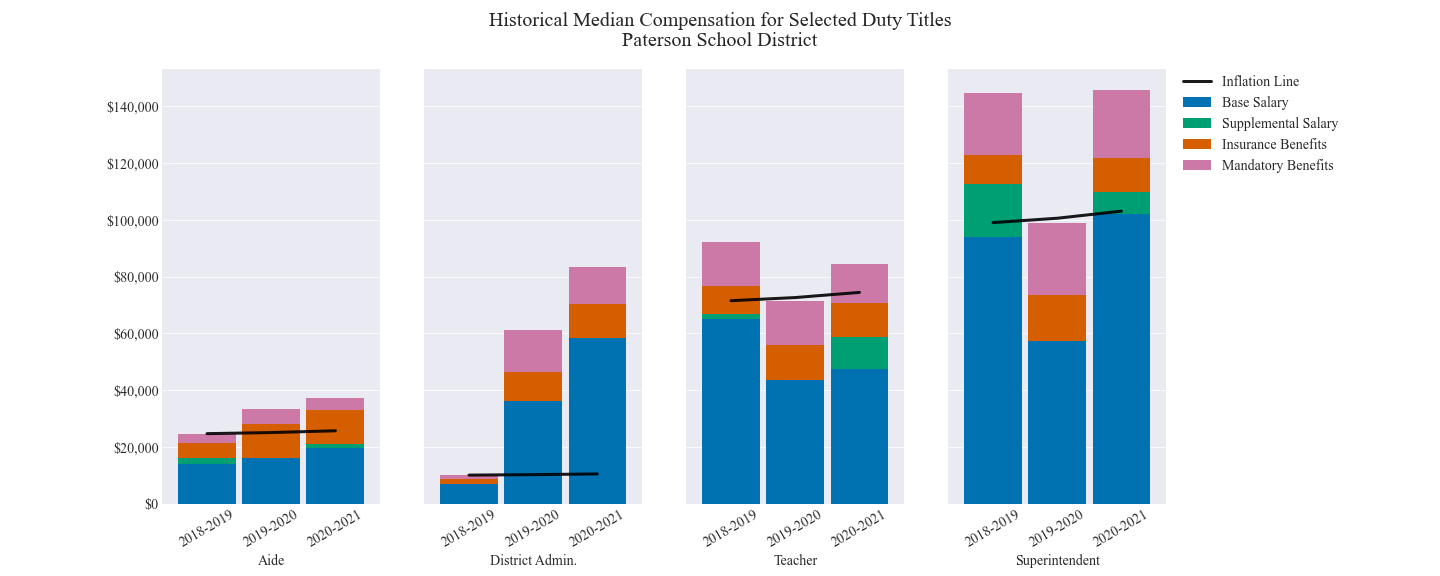 Historical Median Compensation for Selected Duty Titles
Paterson School District
$140,000
$120,000
$100,000
$80,000
$60,000
$40,000
$20,000
$0
2018-2019
2019-2020
2020-2021
Aide
2018-2019
2019-2020
2020-2021
District Admin.
2018-2019
2019-2020
2020-2021
Teacher
2018-2019
2019-2020
2020-2021
Superintendent
Inflation Line
Base Salary
Supplemental Salary
Insurance Benefits
Mandatory Benefits